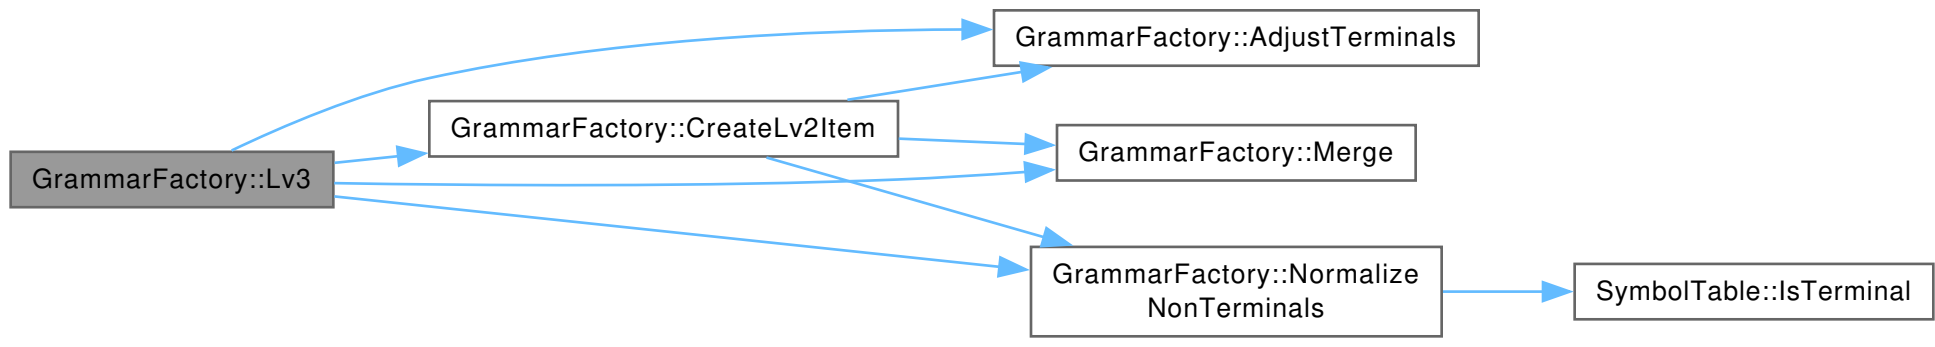 GrammarFactory::Lv3
GrammarFactory::CreateLv2Item
GrammarFactory::AdjustTerminals
GrammarFactory::Merge
GrammarFactory::Normalize
NonTerminals
SymbolTable::IsTerminal